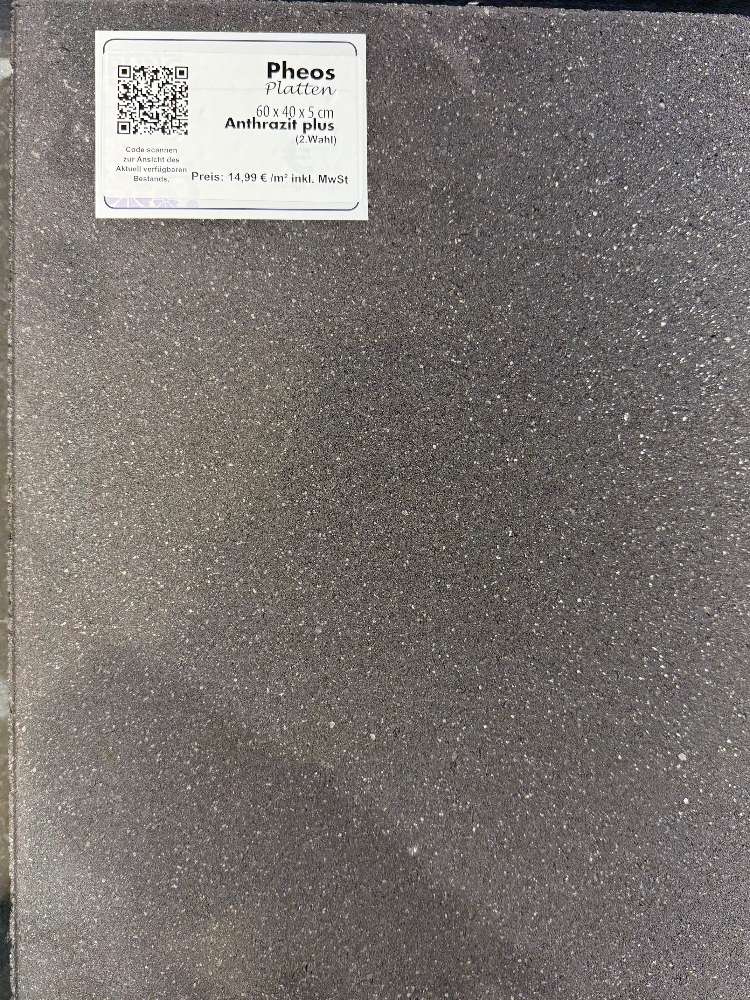 Pheos
Platten
60 x 40 x 5 cm
Anthrazit plus
(2.Wahl)
Code scannen
zur Ansicht des
Aktuell verfügbaren
Bestands.
Preis: 14,99 € /m² inkl. MwSt